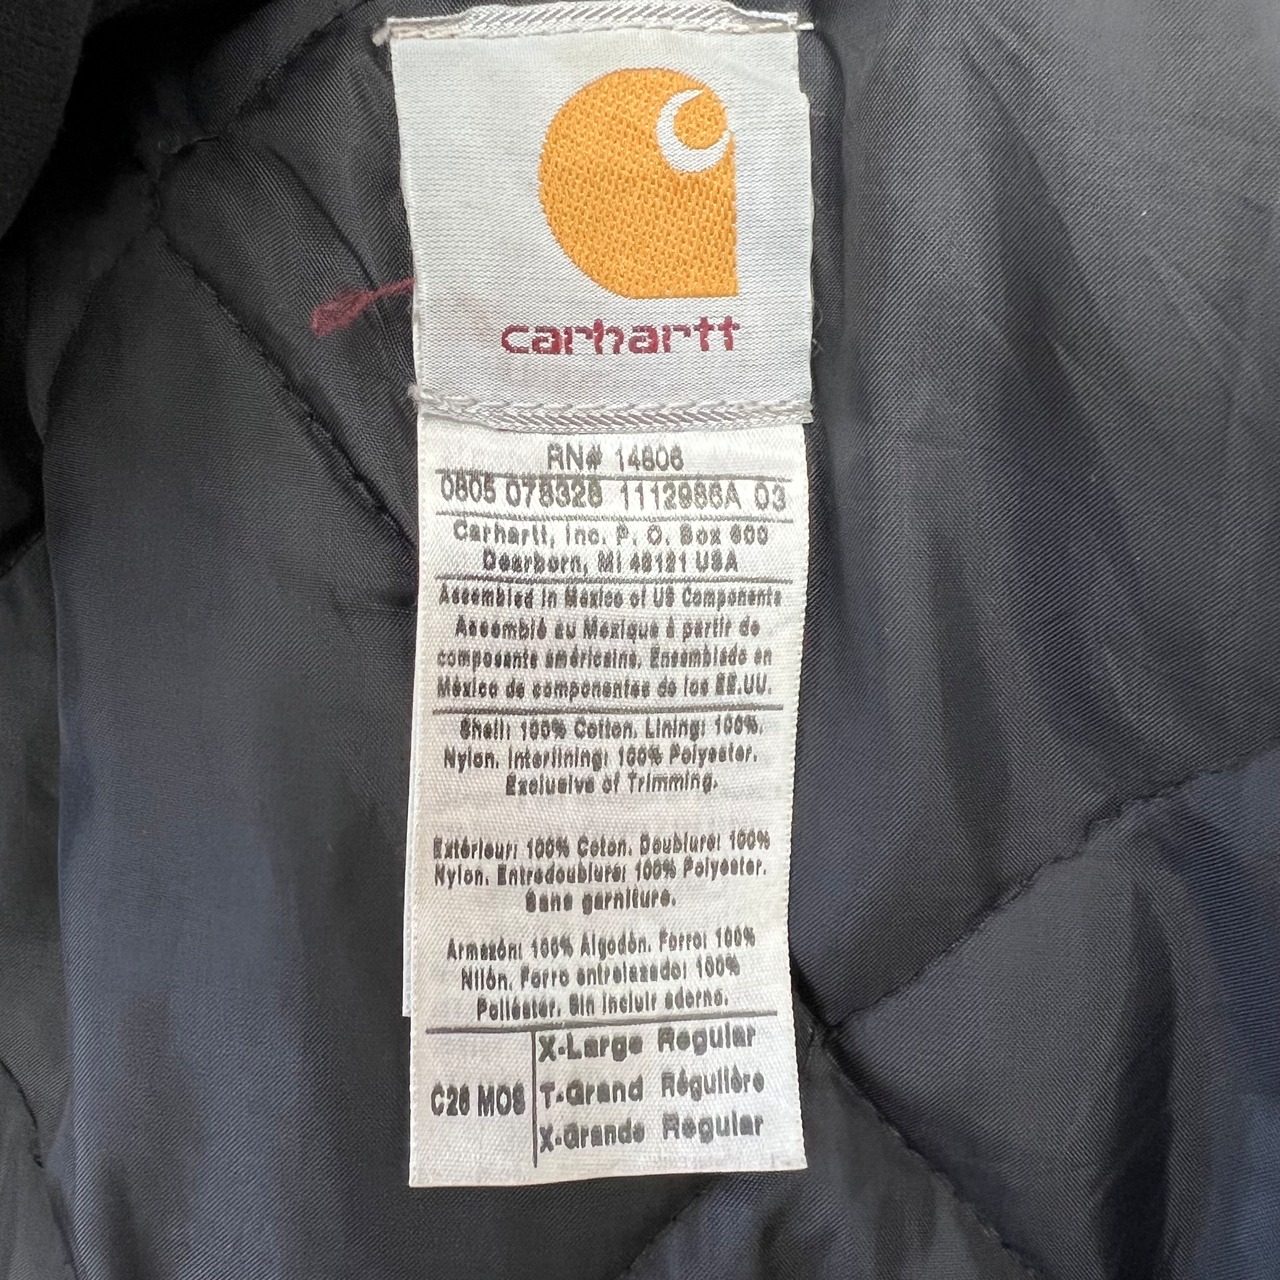 carhartt
RN# 14806
0805 078328 1112986A 03
Carhartt, Inc. P. O. Box 600
Dearborn, MI 48121 USA
Assembled in Mexico of US Components
Assemblé au Mexique à partir de
composants américains. Ensamblado en
México de componentes de los EE.UU.
Shell: 100% Cotton. Lining: 100%.
Nylon. Interlining: 100% Polyester.
Exclusive of Trimming.
Extérieur: 100% Coton. Doublure: 100%
Nylon. Entredoublure: 100% Polyester.
Sans garniture.
Armazón: 100% Algodón. Forro: 100%
Nilón. Forro entrelazado: 100%
Poliéster. Sin incluir adorno.
C26 MOS X-Large Regular
T-Grand Régulière
X-Grande Regular